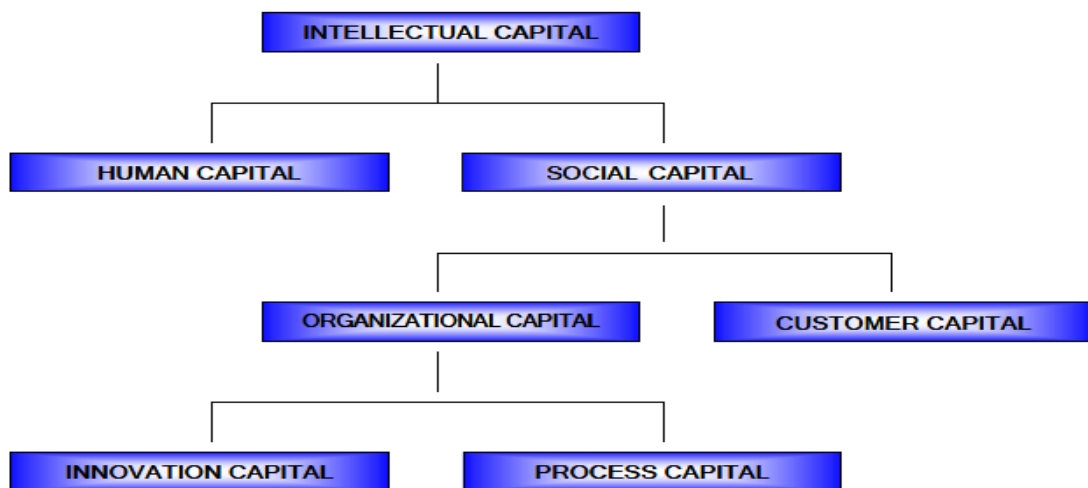 INTELLECTUAL CAPITAL
HUMAN CAPITAL
SOCIAL CAPITAL
ORGANIZATIONAL CAPITAL
CUSTOMER CAPITAL
INNOVATION CAPITAL
PROCESS CAPITAL